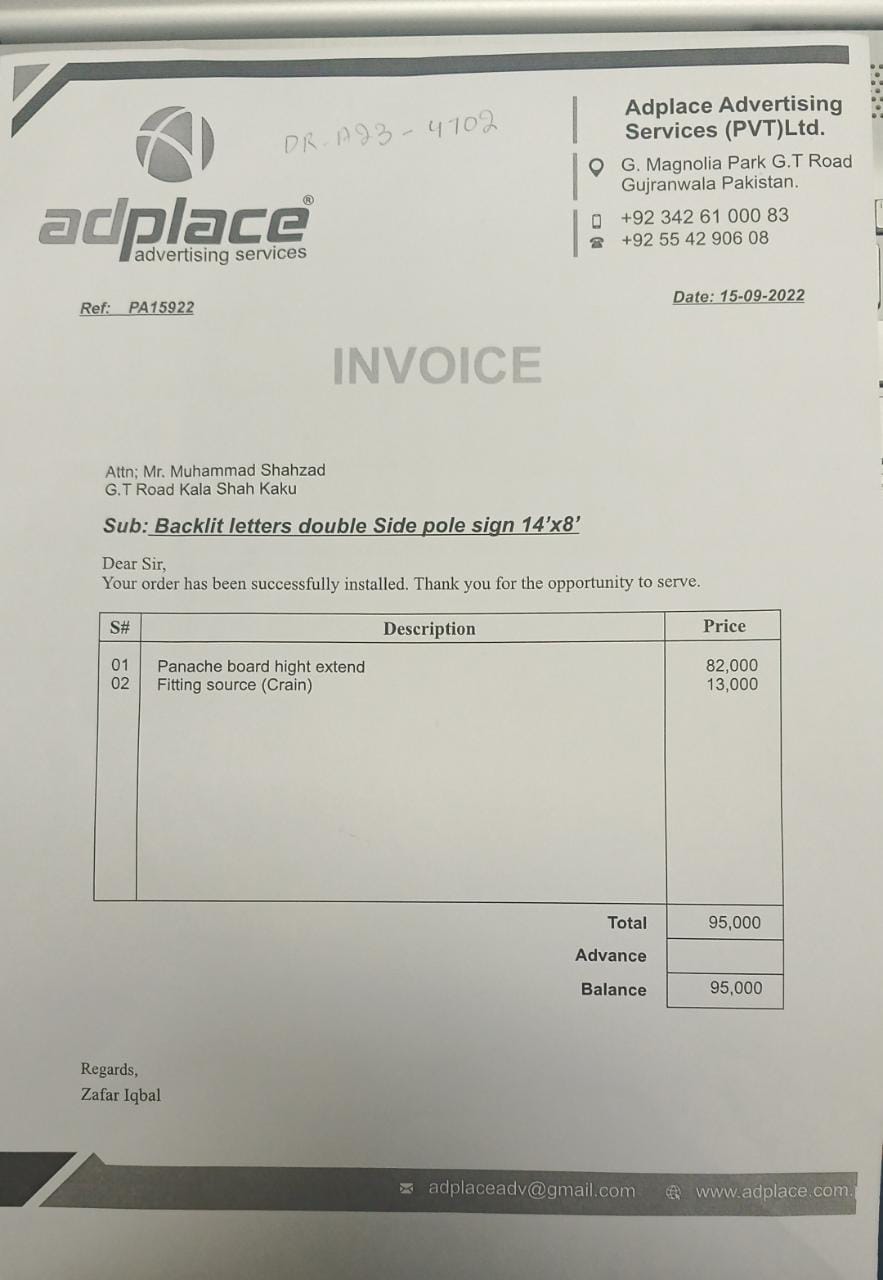 DR-A23-4702
adplace®
advertising services
Adplace Advertising
Services (PVT)Ltd.
G. Magnolia Park G.T Road
Gujranwala Pakistan.
+92 342 61 000 83
+92 55 42 906 08
Ref: PA15922
Date: 15-09-2022
INVOICE
Attn; Mr. Muhammad Shahzad
G.T Road Kala Shah Kaku
Sub: Backlit letters double Side pole sign 14'x8'
Dear Sir,
Your order has been successfully installed. Thank you for the opportunity to serve.
S# Description Price
01 Panache board hight extend 82,000
02 Fitting source (Crain) 13,000
Total 95,000
Advance
Balance 95,000
Regards,
Zafar Iqbal
adplaceadv@gmail.com www.adplace.com.